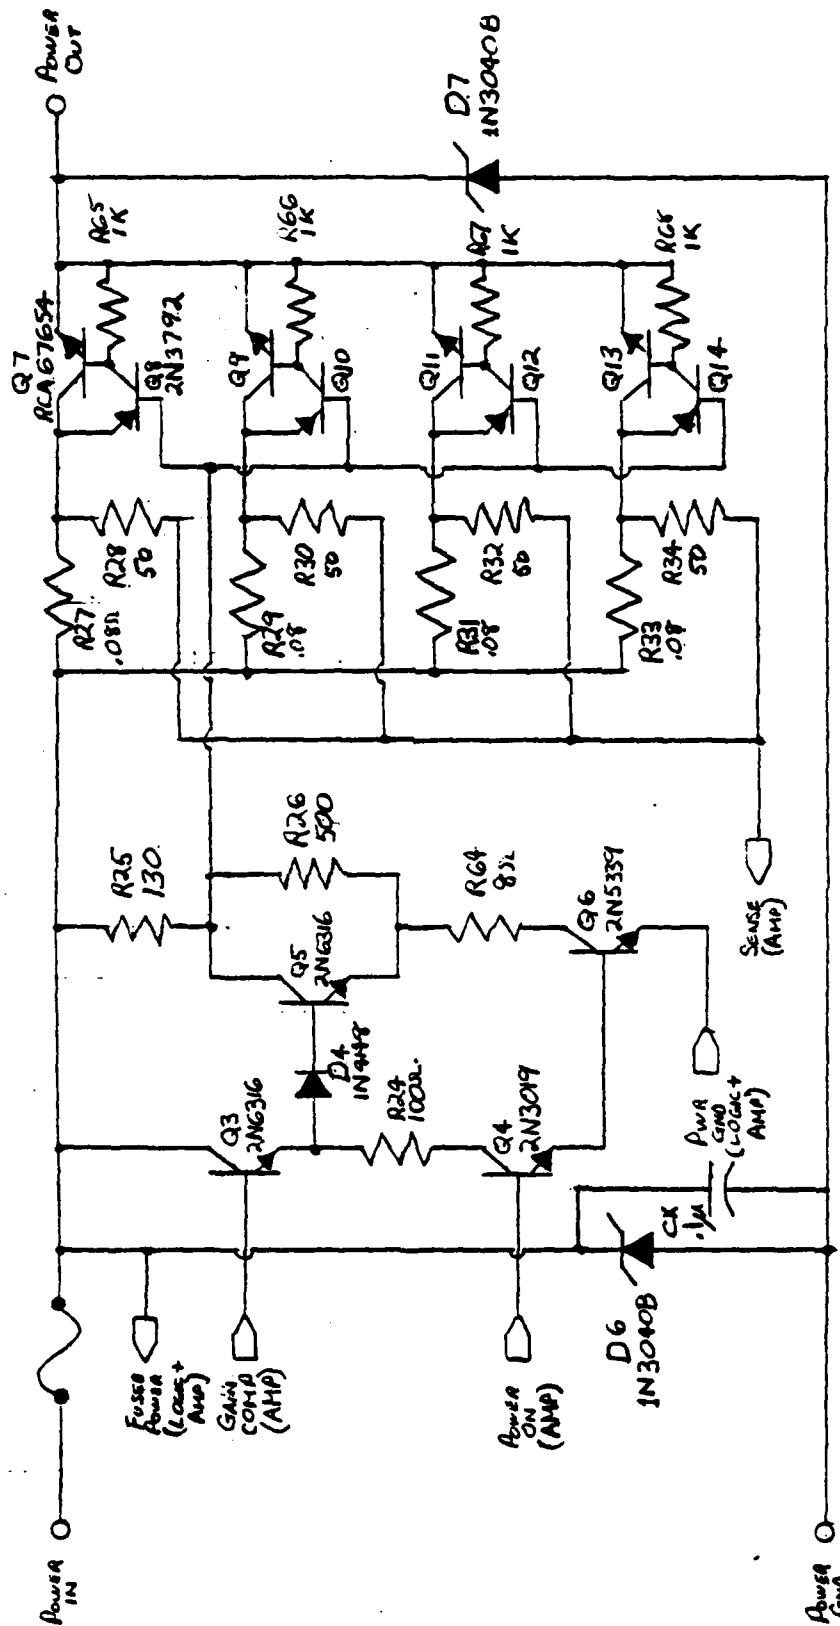 POWER
IN
FUSED
POWER
(LOGIC+
AMP)
GAIN
COMP
(AMP)
POWER
ON
(AMP)
D6
1N3040B
CX
.1µ
PWR
GND
(LOGIC+
AMP)
Q3
2N6316
D4
1N4148
R24
100Ω
Q4
2N3019
Q5
2N6316
R25
130
R26
500
R64
8Ω
Q6
2N5339
SENSE
(AMP)
R27
.08Ω
R28
50
R29
.08
R30
50
R31
.08
R32
50
R33
.08
R34
50
Q7
RCA 67654
Q8
2N3792
R65
1K
Q9
Q10
R66
1K
Q11
Q12
R67
1K
Q13
Q14
R68
1K
D7
1N3040B
POWER
OUT
POWER
GND